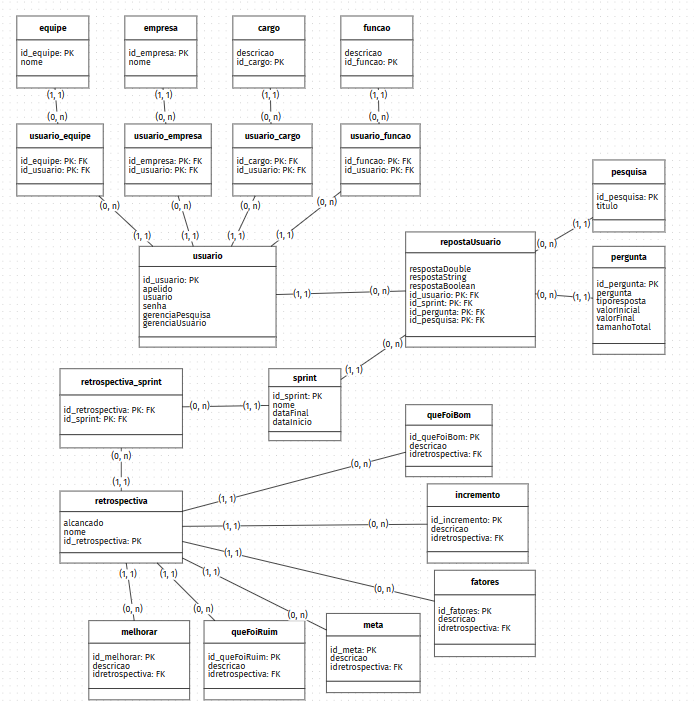 equipe
id_equipe: PK
nome
empresa
id_empresa: PK
nome
cargo
descricao
id_cargo: PK
funcao
descricao
id_funcao: PK
(1, 1)
(1, 1)
(1, 1)
(1, 1)
(0, n)
(0, n)
(0, n)
(0, n)
usuario_equipe
id_equipe: PK: FK
id_usuario: PK: FK
usuario_empresa
id_empresa: PK: FK
id_usuario: PK: FK
usuario_cargo
id_cargo: PK: FK
id_usuario: PK: FK
usuario_funcao
id_funcao: PK: FK
id_usuario: PK: FK
(0, n)
(0, n)
(0, n)
(0, n)
(1, 1)
(1, 1)
(1, 1)
(1, 1)
pesquisa
id_pesquisa: PK
titulo
(1, 1)
(0, n)
usuario
id_usuario: PK
apelido
usuario
senha
gerenciaPesquisa
gerenciaUsuario
(1, 1)
(0, n)
repostaUsuario
respostaDouble
respostaString
respostaBoolean
id_usuario: PK: FK
id_sprint: PK: FK
id_pergunta: PK: FK
id_pesquisa: PK: FK
(0, n)
(1, 1)
pergunta
id_pergunta: PK
pergunta
tiporesposta
valorInicial
valorFinal
tamanhoTotal
(0, n)
(1, 1)
retrospectiva_sprint
id_retrospectiva: PK: FK
id_sprint: PK: FK
(0, n)
(1, 1)
sprint
id_sprint: PK
nome
dataFinal
dataInicio
queFoiBom
id_queFoiBom: PK
descricao
idretrospectiva: FK
(0, n)
(1, 1)
(0, n)
(1, 1)
retrospectiva
alcancado
nome
id_retrospectiva: PK
(1, 1)
(0, n)
incremento
id_incremento: PK
descricao
idretrospectiva: FK
(1, 1)
(0, n)
fatores
id_fatores: PK
descricao
idretrospectiva: FK
(1, 1)
(1, 1)
(1, 1)
(0, n)
(0, n)
(0, n)
melhorar
id_melhorar: PK
descricao
idretrospectiva: FK
queFoiRuim
id_queFoiRuim: PK
descricao
idretrospectiva: FK
meta
id_meta: PK
descricao
idretrospectiva: FK